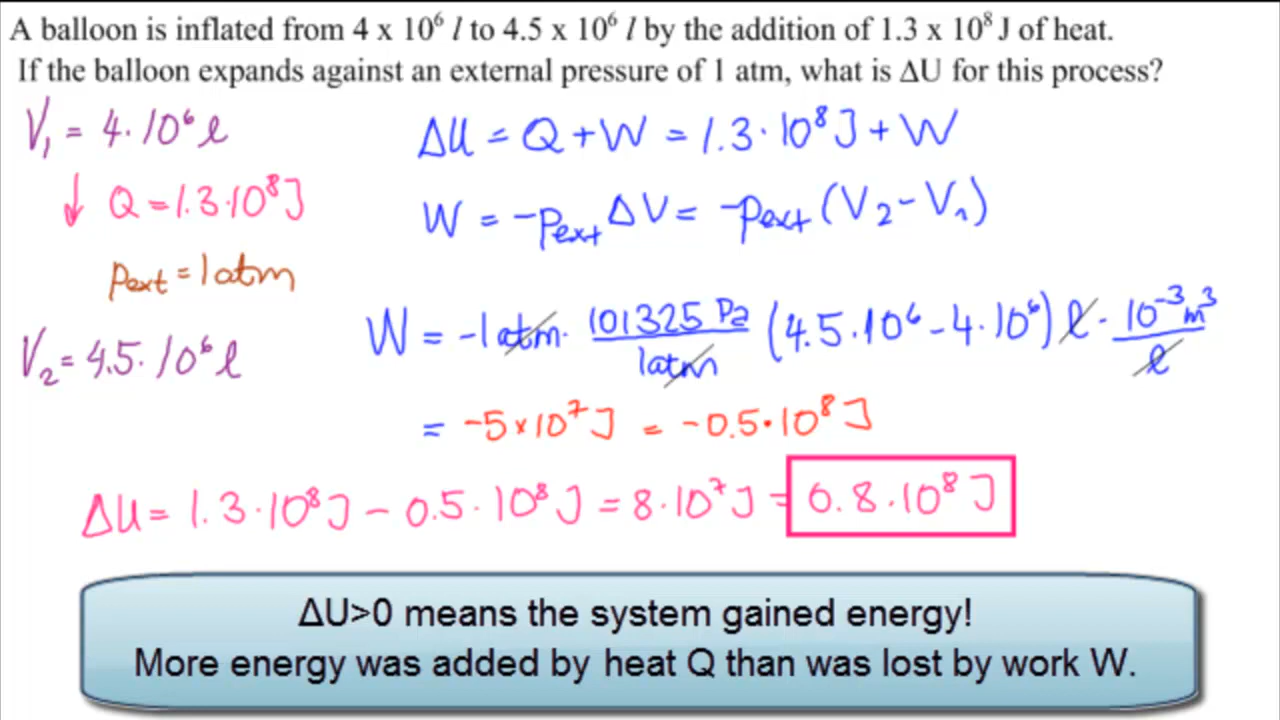 A balloon is inflated from 4 x 10⁶ l to 4.5 x 10⁶ l by the addition of 1.3 x 10⁸ J of heat.
If the balloon expands against an external pressure of 1 atm, what is ΔU for this process?
V₁ = 4·10⁶ l
ΔU = Q + W = 1.3·10⁸ J + W
↓ Q = 1.3·10⁸ J
W = -pext ΔV = -pext (V₂ - V₁)
pext = 1 atm
W = -1 atm · 101325 Pa / 1 atm (4.5·10⁶ - 4·10⁶) l · 10⁻³ m³ / l
V₂ = 4.5·10⁶ l
= -5×10⁷ J = -0.5·10⁸ J
ΔU = 1.3·10⁸ J - 0.5·10⁸ J = 8·10⁷ J = 0.8·10⁸ J
ΔU>0 means the system gained energy!
More energy was added by heat Q than was lost by work W.